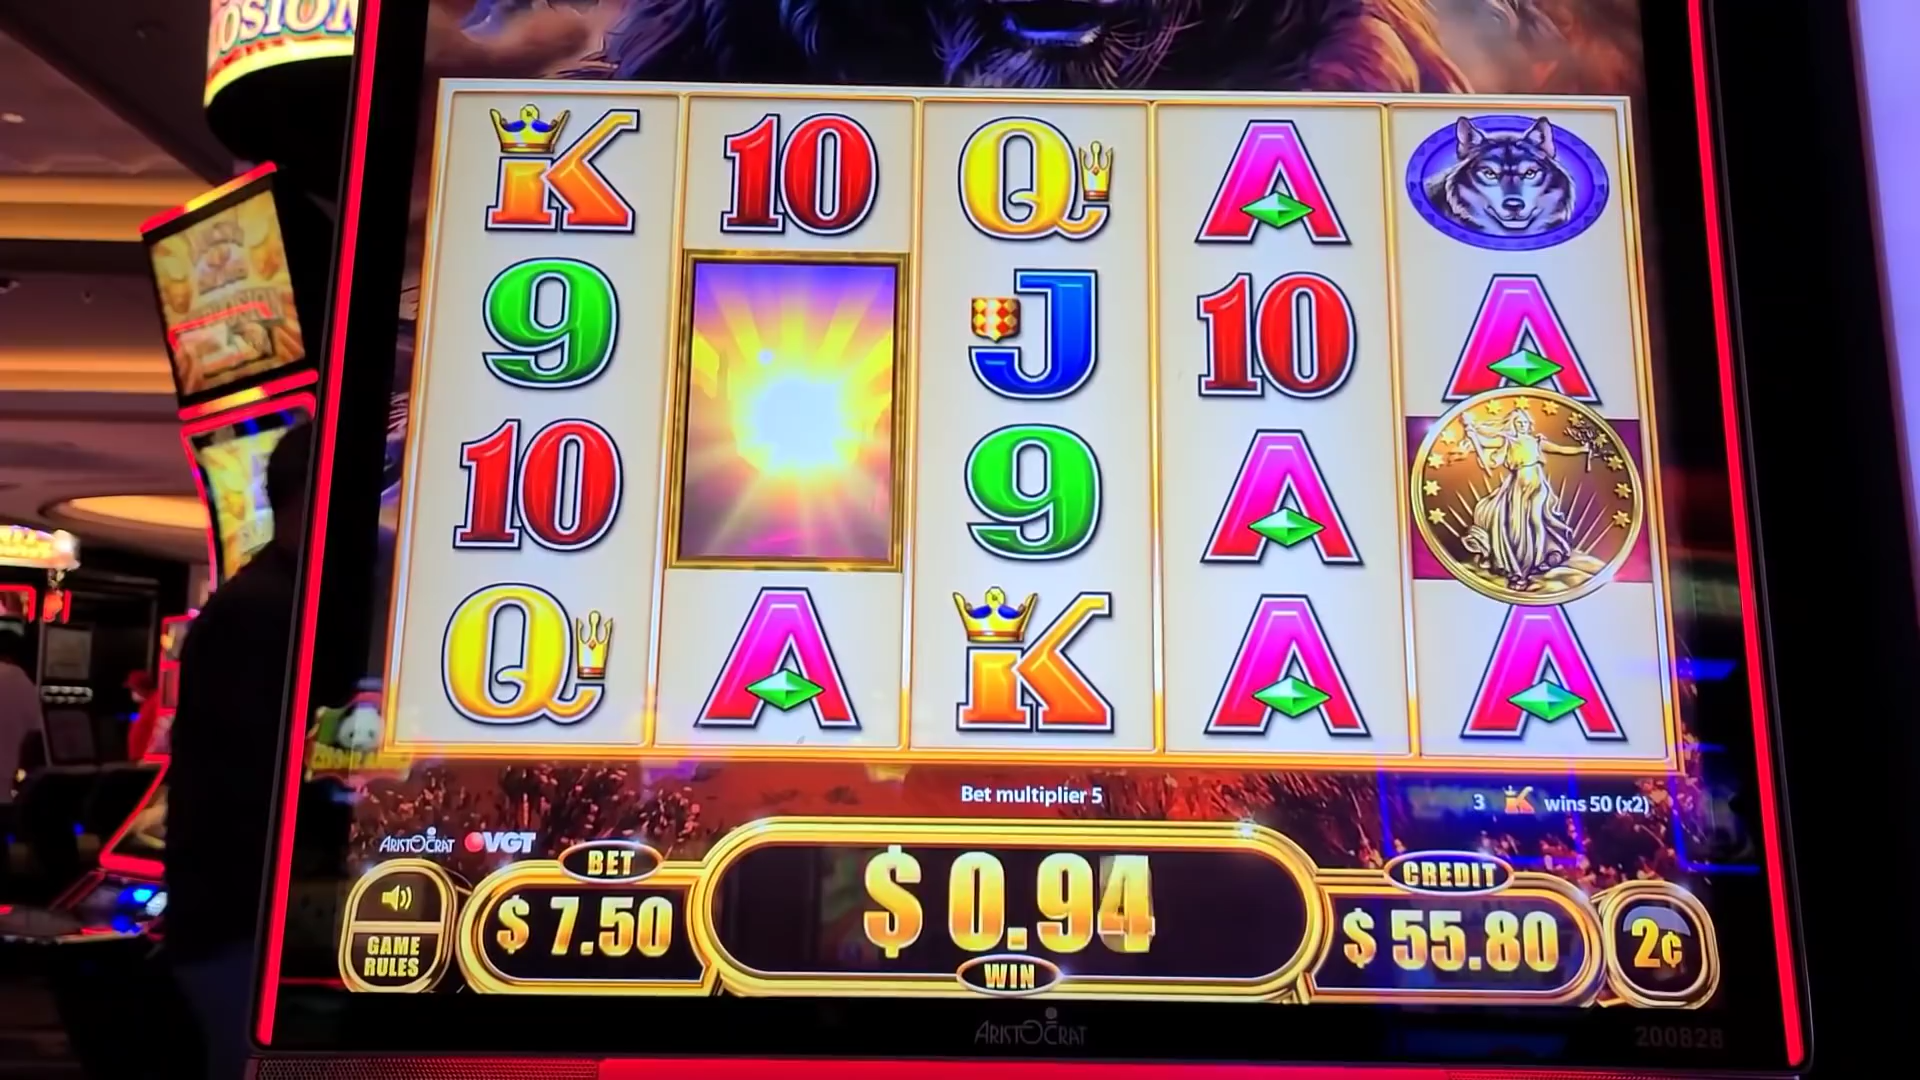 OSION
K 10 Q A
9 J 10 A
10 9 A
Q A K A A
Bet multiplier 5
3 K wins 50 (x2)
ARISTOCRAT VGT
BET
CREDIT
GAME
RULES
$ 7.50
$ 0.94
$ 55.80
2¢
WIN
ARISTOCRAT
200828